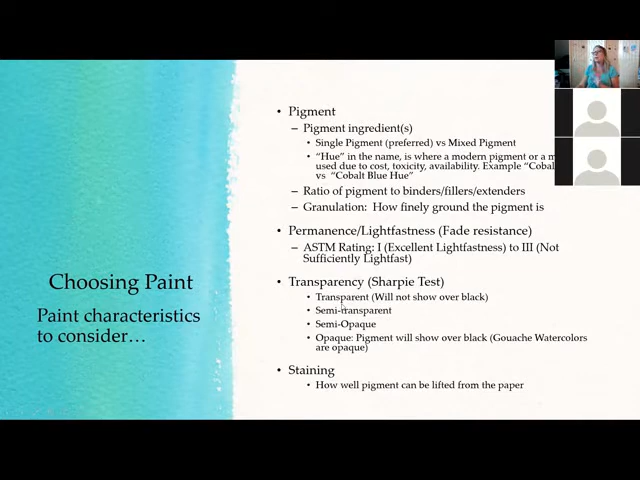 Choosing Paint
Paint characteristics
to consider…
• Pigment
– Pigment ingredient(s)
• Single Pigment (preferred) vs Mixed Pigment
• "Hue" in the name, is where a modern pigment or a
used due to cost, toxicity, availability. Example
vs "Cobalt Blue Hue"
– Ratio of pigment to binders/fillers/extenders
– Granulation: How finely ground the pigment is
• Permanence/Lightfastness (Fade resistance)
– ASTM Rating: I (Excellent Lightfastness) to III (Not
Sufficiently Lightfast)
• Transparency (Sharpie Test)
• Transparent (Will not show over black)
• Semi-transparent
• Semi-Opaque
• Opaque: Pigment will show over black (Gouache Watercolors
are opaque)
• Staining
• How well pigment can be lifted from the paper